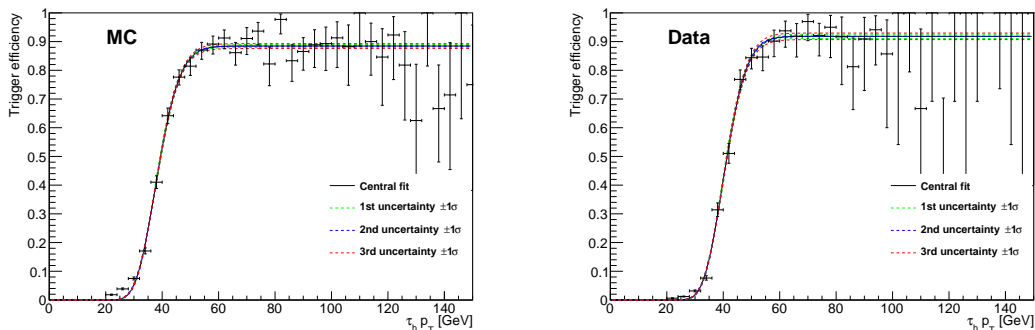 MC
Trigger efficiency
1
0.9
0.8
0.7
0.6
0.5
0.4
0.3
0.2
0.1
0
Central fit
1st uncertainty ±1σ
2nd uncertainty ±1σ
3rd uncertainty ±1σ
0 20 40 60 80 100 120 140
τh pT [GeV]
Data
Trigger efficiency
1
0.9
0.8
0.7
0.6
0.5
0.4
0.3
0.2
0.1
0
Central fit
1st uncertainty ±1σ
2nd uncertainty ±1σ
3rd uncertainty ±1σ
0 20 40 60 80 100 120 140
τh pT [GeV]